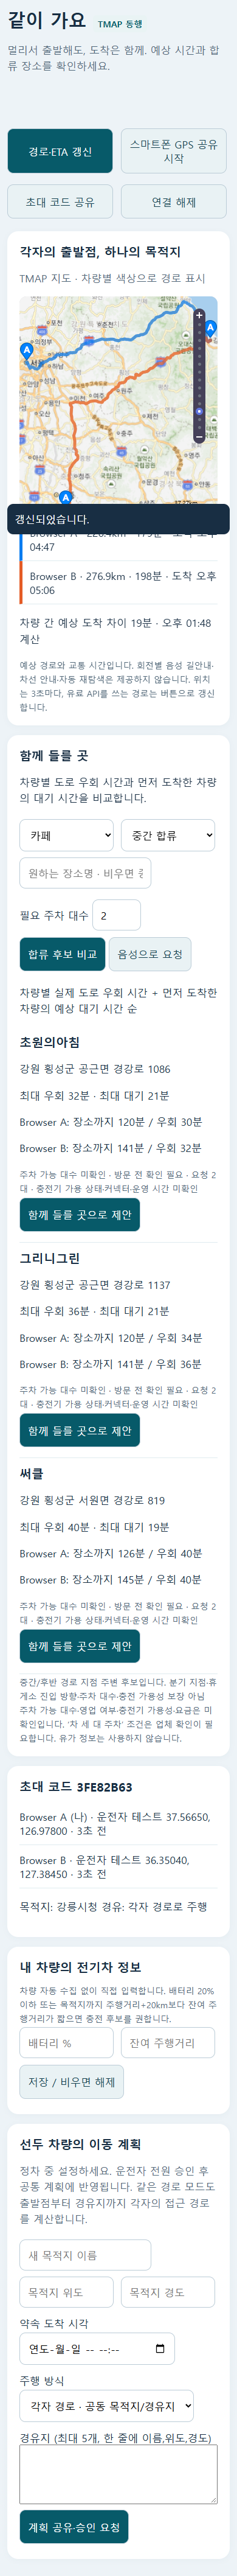 같이 가요 TMAP 동행
멀리서 출발해도, 도착은 함께. 예상 시간과 합
류 장소를 확인하세요.
경로·ETA 갱신
스마트폰 GPS 공유
시작
초대 코드 공유
연결 해제
각자의 출발점, 하나의 목적지
TMAP 지도 · 차량별 색상으로 경로 표시
갱신되었습니다.
04:47
Browser B · 276.9km · 198분 · 도착 오후
05:06
차량 간 예상 도착 차이 19분 · 오후 01:48
계산
예상 경로와 교통 시간입니다. 회전별 음성 길안내·
차선 안내·자동 재탐색은 제공하지 않습니다. 위치
는 3초마다, 유료 API를 쓰는 경로는 버튼으로 갱신
합니다.
함께 들를 곳
차량별 도로 우회 시간과 먼저 도착한 차량
의 대기 시간을 비교합니다.
카페
중간 합류
원하는 장소명 · 비우면
필요 주차 대수 2
합류 후보 비교
음성으로 요청
차량별 실제 도로 우회 시간 + 먼저 도착한
차량의 예상 대기 시간 순
초원의아침
강원 횡성군 공근면 경강로 1086
최대 우회 32분 · 최대 대기 21분
Browser A: 장소까지 120분 / 우회 30분
Browser B: 장소까지 141분 / 우회 32분
주차 가능 대수 미확인 · 방문 전 확인 필요 · 요청 2
대 · 충전기 가용 상태·커넥터·운영 시간 미확인
함께 들를 곳으로 제안
그리니그린
강원 횡성군 공근면 경강로 1137
최대 우회 36분 · 최대 대기 21분
Browser A: 장소까지 120분 / 우회 34분
Browser B: 장소까지 141분 / 우회 36분
주차 가능 대수 미확인 · 방문 전 확인 필요 · 요청 2
대 · 충전기 가용 상태·커넥터·운영 시간 미확인
함께 들를 곳으로 제안
써클
강원 횡성군 서원면 경강로 819
최대 우회 40분 · 최대 대기 19분
Browser A: 장소까지 126분 / 우회 40분
Browser B: 장소까지 145분 / 우회 40분
주차 가능 대수 미확인 · 방문 전 확인 필요 · 요청 2
대 · 충전기 가용 상태·커넥터·운영 시간 미확인
함께 들를 곳으로 제안
중간/후반 경로 지점 주변 후보입니다. 분기 지점·휴
게소 진입 방향·주차 대수·충전 가용성 보장 아님
주차 가능 대수·영업 여부·충전기 가용성·요금은 미
확인입니다. '차 세 대 주차' 조건은 업체 확인이 필
요합니다. 유가 정보는 사용하지 않습니다.
초대 코드 3FE82B63
Browser A (나) · 운전자 테스트 37.56650,
126.97800 · 3초 전
Browser B · 운전자 테스트 36.35040,
127.38450 · 3초 전
목적지: 강릉시청 경유: 각자 경로로 주행
내 차량의 전기차 정보
차량 자동 수집 없이 직접 입력합니다. 배터리 20%
이하 또는 목적지까지 주행거리+20km보다 잔여 주
행거리가 짧으면 충전 후보를 권합니다.
배터리 %
잔여 주행거리
저장 / 비우면 해제
선두 차량의 이동 계획
정차 중 설정하세요. 운전자 전원 승인 후
공통 계획에 반영됩니다. 같은 경로 모드도
출발점부터 경유지까지 각자의 접근 경로
를 계산합니다.
새 목적지 이름
목적지 위도
목적지 경도
약속 도착 시각
연도-월-일 -- --:--
주행 방식
각자 경로 · 공동 목적지/경유지
경유지 (최대 5개, 한 줄에 이름,위도,경도)
계획 공유·승인 요청